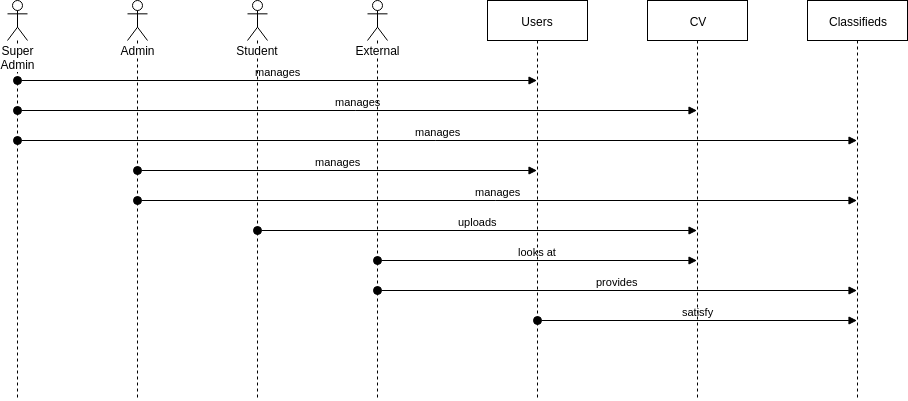 Super
Admin
Admin
Student
External
Users
CV
Classifieds
manages
manages
manages
manages
manages
uploads
looks at
provides
satisfy